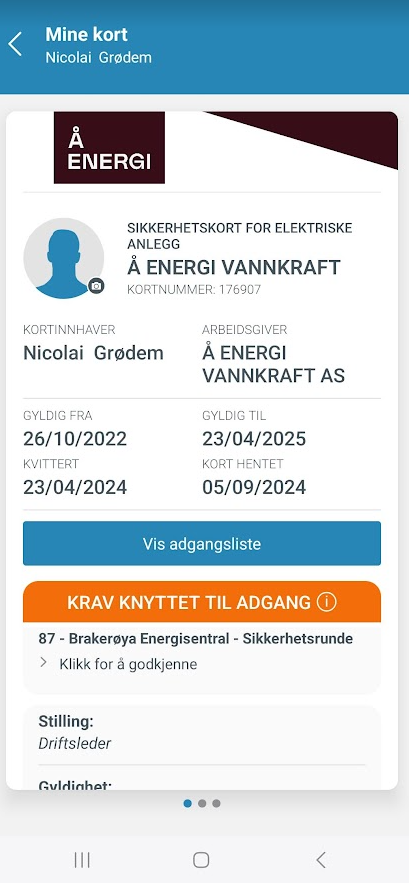 Mine kort
Nicolai Grødem
Å
ENERGI
SIKKERHETSKORT FOR ELEKTRISKE
ANLEGG
Å ENERGI VANNKRAFT
KORTNUMMER: 176907
KORTINNHAVER
Nicolai Grødem
ARBEIDSGIVER
Å ENERGI
VANNKRAFT AS
GYLDIG FRA
26/10/2022
GYLDIG TIL
23/04/2025
KVITTERT
23/04/2024
KORT HENTET
05/09/2024
Vis adgangsliste
KRAV KNYTTET TIL ADGANG
87 - Brakerøya Energisentral - Sikkerhetsrunde
Klikk for å godkjenne
Stilling:
Driftsleder
Gyldighet: